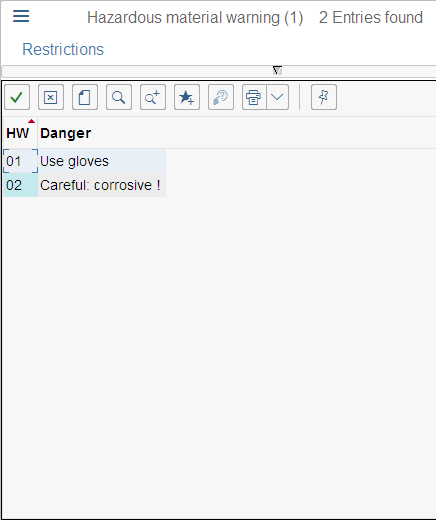 Hazardous material warning (1) 2 Entries found
Restrictions
HW Danger
01 Use gloves
02 Careful: corrosive !